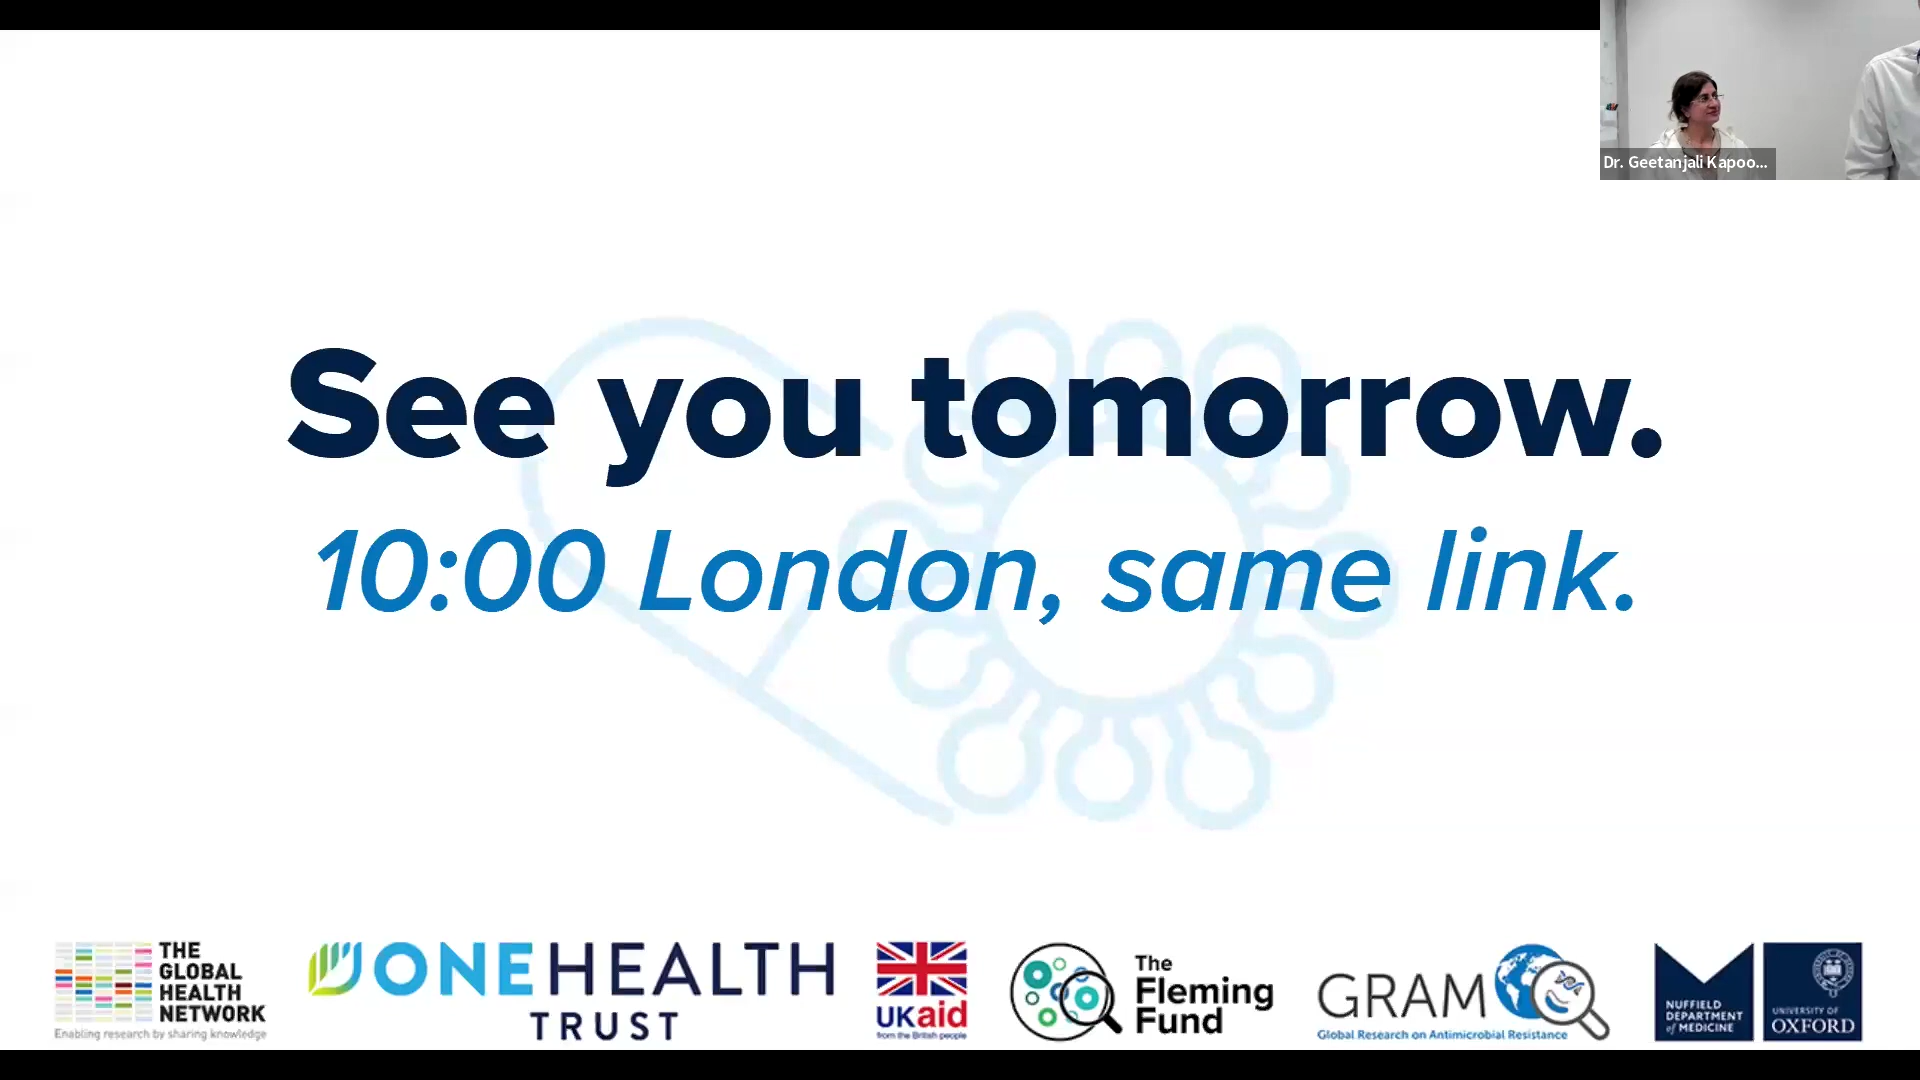 Dr. Geetanjali Kapoo...
See you tomorrow.
10:00 London, same link.
THE
GLOBAL
HEALTH
NETWORK
Enabling research by sharing knowledge
ONEHEALTH
TRUST
UKaid
from the British people
The
Fleming
Fund
GRAM
Global Research on Antimicrobial Resistance
NUFFIELD
DEPARTMENT
of MEDICINE
UNIVERSITY OF
OXFORD